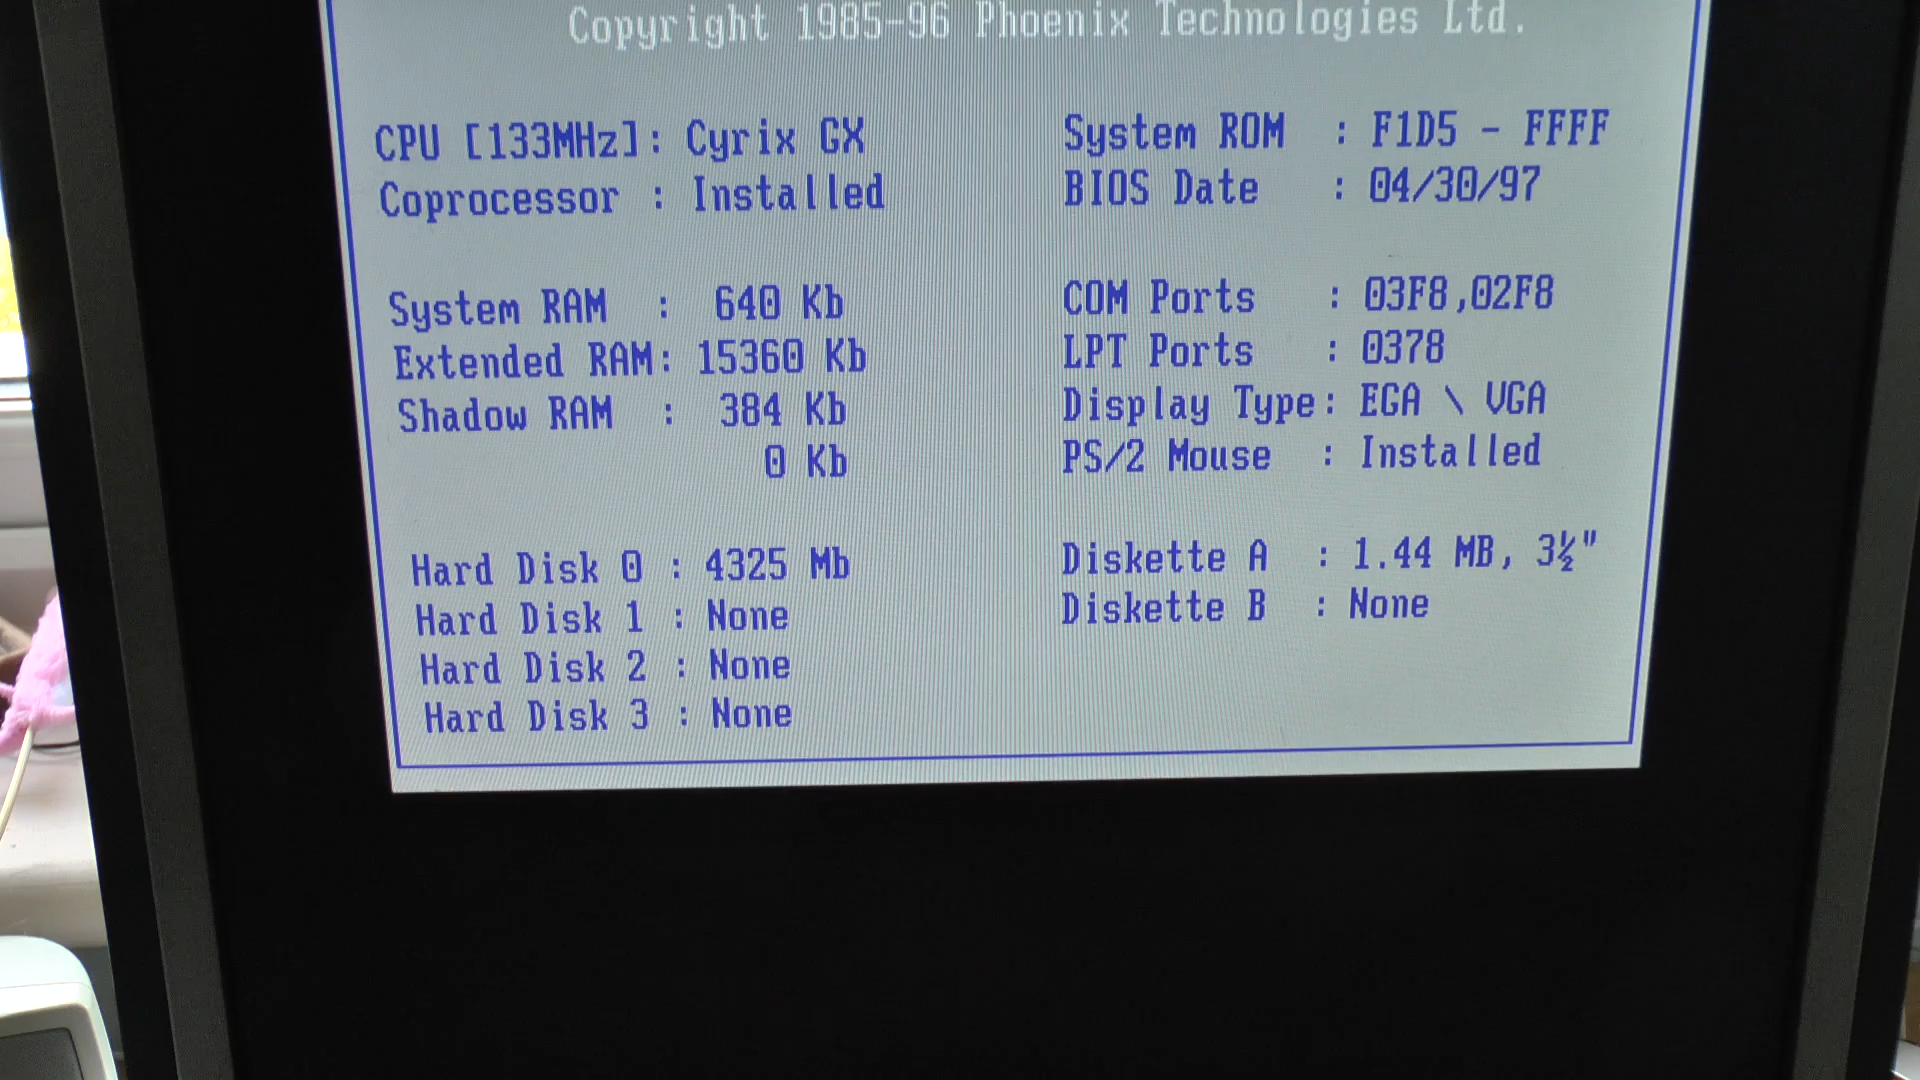 Copyright 1985-96 Phoenix Technologies Ltd.
CPU [133MHz]: Cyrix GX
Coprocessor : Installed
System RAM : 640 Kb
Extended RAM: 15360 Kb
Shadow RAM : 384 Kb
0 Kb
Hard Disk 0 : 4325 Mb
Hard Disk 1 : None
Hard Disk 2 : None
Hard Disk 3 : None
System ROM : F1D5 - FFFF
BIOS Date : 04/30/97
COM Ports : 03F8,02F8
LPT Ports : 0378
Display Type: EGA \ VGA
PS/2 Mouse : Installed
Diskette A : 1.44 MB, 3½"
Diskette B : None